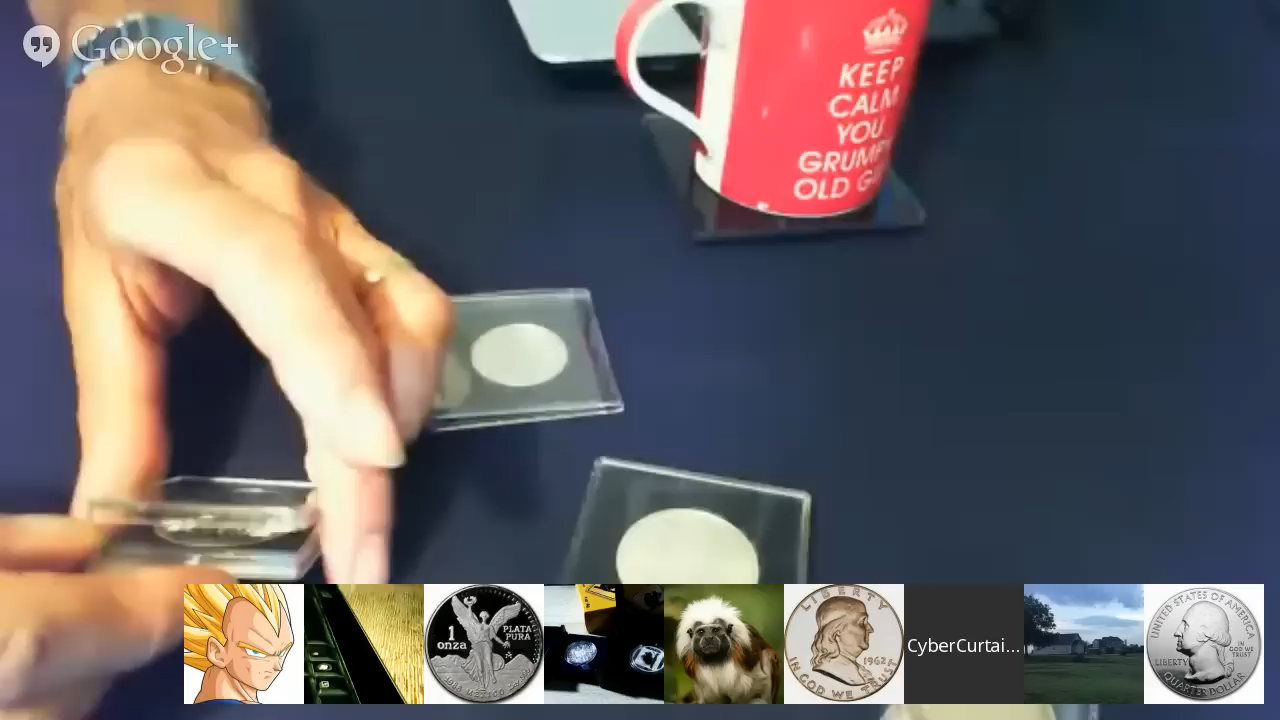 Google+
KEEP
CALM
YOU
GRUMPY
OLD
1
onza
PLATA
PURA
LIBERTY
1962
IN GOD WE TRUST
CyberCurtai...
UNITED STATES OF AMERICA
IN
GOD WE
TRUST
LIBERTY
QUARTER DOLLAR